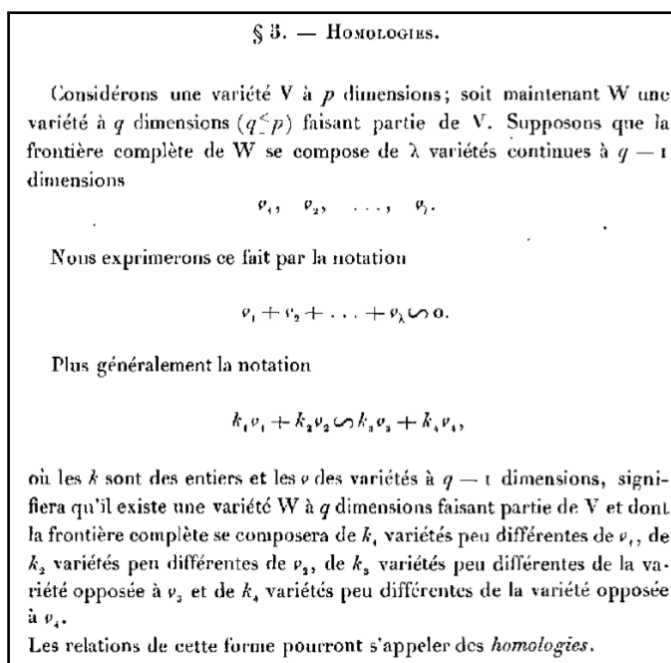 § 5. — HOMOLOGIES.
Considérons une variété V à p dimensions; soit maintenant W une
variété à q dimensions (q ≤ p) faisant partie de V. Supposons que la
frontière complète de W se compose de λ variétés continues à q — 1
dimensions
v₁, v₂, ..., v_λ.
Nous exprimerons ce fait par la notation
v₁ + v₂ + ... + v_λ ∽ 0.
Plus généralement la notation
k₁v₁ + k₂v₂ ∽ k₃v₃ + k₄v₄,
où les k sont des entiers et les v des variétés à q — 1 dimensions, signi-
fiera qu'il existe une variété W à q dimensions faisant partie de V et dont
la frontière complète se composera de k₁ variétés peu différentes de v₁, de
k₂ variétés peu différentes de v₂, de k₃ variétés peu différentes de la va-
riété opposée à v₃ et de k₄ variétés peu différentes de la variété opposée
à v₄.
Les relations de cette forme pourront s'appeler des homologies.